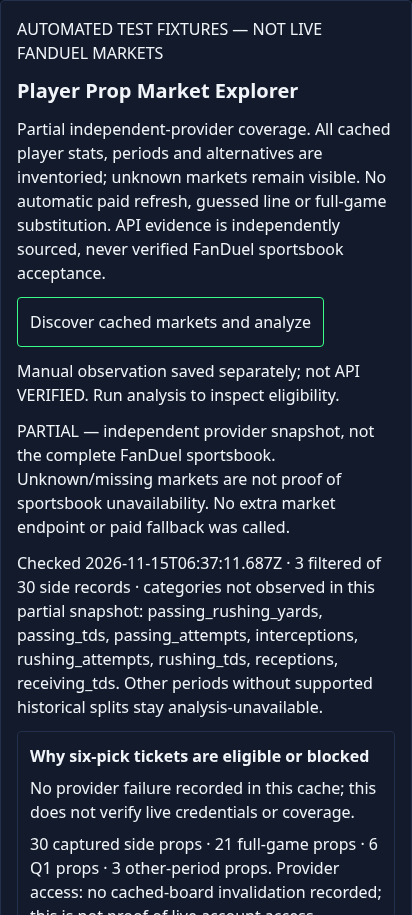 AUTOMATED TEST FIXTURES — NOT LIVE
FANDUEL MARKETS
Player Prop Market Explorer
Partial independent-provider coverage. All cached
player stats, periods and alternatives are
inventoried; unknown markets remain visible. No
automatic paid refresh, guessed line or full-game
substitution. API evidence is independently
sourced, never verified FanDuel sportsbook
acceptance.
Discover cached markets and analyze
Manual observation saved separately; not API
VERIFIED. Run analysis to inspect eligibility.
PARTIAL — independent provider snapshot, not
the complete FanDuel sportsbook.
Unknown/missing markets are not proof of
sportsbook unavailability. No extra market
endpoint or paid fallback was called.
Checked 2026-11-15T06:37:11.687Z · 3 filtered of
30 side records · categories not observed in this
partial snapshot: passing_rushing_yards,
passing_tds, passing_attempts, interceptions,
rushing_attempts, rushing_tds, receptions,
receiving_tds. Other periods without supported
historical splits stay analysis-unavailable.
Why six-pick tickets are eligible or blocked
No provider failure recorded in this cache; this
does not verify live credentials or coverage.
30 captured side props · 21 full-game props · 6
Q1 props · 3 other-period props. Provider
access: no cached-board invalidation recorded;
this is not proof of live account access